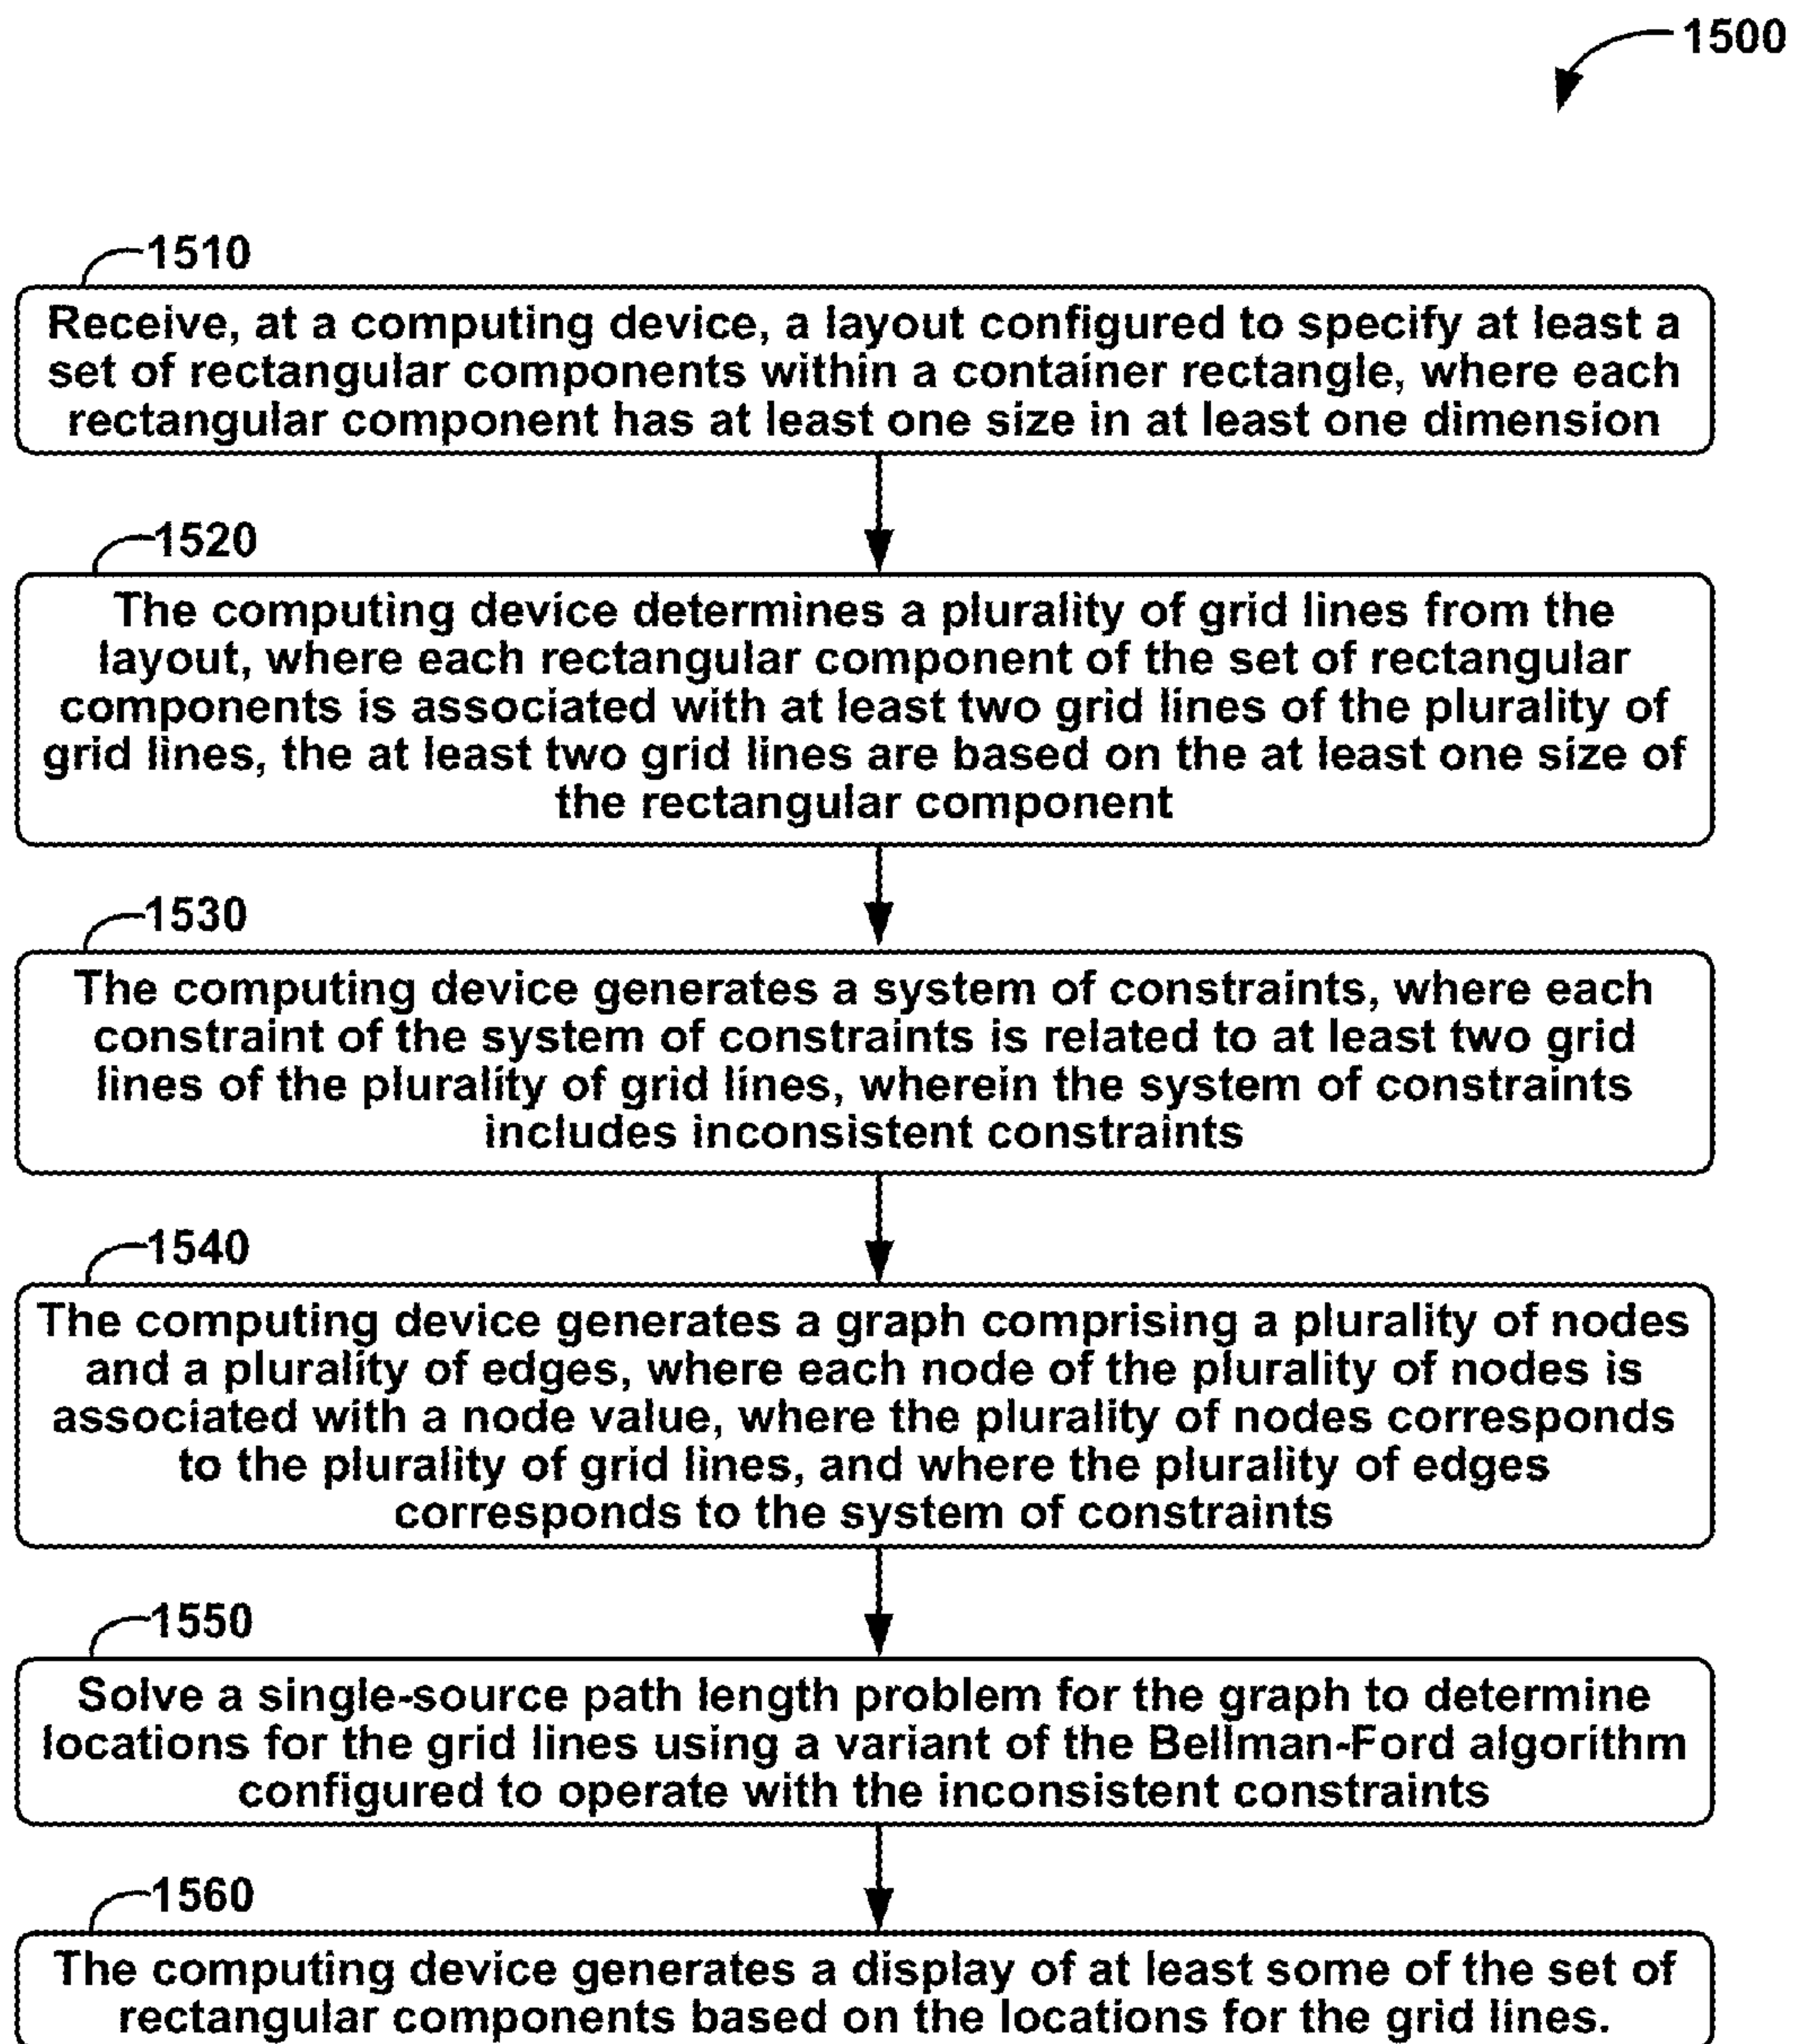 1500
1510
Receive, at a computing device, a layout configured to specify at least a
set of rectangular components within a container rectangle, where each
rectangular component has at least one size in at least one dimension
1520
The computing device determines a plurality of grid lines from the
layout, where each rectangular component of the set of rectangular
components is associated with at least two grid lines of the plurality of
grid lines, the at least two grid lines are based on the at least one size of
the rectangular component
1530
The computing device generates a system of constraints, where each
constraint of the system of constraints is related to at least two grid
lines of the plurality of grid lines, wherein the system of constraints
includes inconsistent constraints
1540
The computing device generates a graph comprising a plurality of nodes
and a plurality of edges, where each node of the plurality of nodes is
associated with a node value, where the plurality of nodes corresponds
to the plurality of grid lines, and where the plurality of edges
corresponds to the system of constraints
1550
Solve a single-source path length problem for the graph to determine
locations for the grid lines using a variant of the Bellman-Ford algorithm
configured to operate with the inconsistent constraints
1560
The computing device generates a display of at least some of the set of
rectangular components based on the locations for the grid lines.